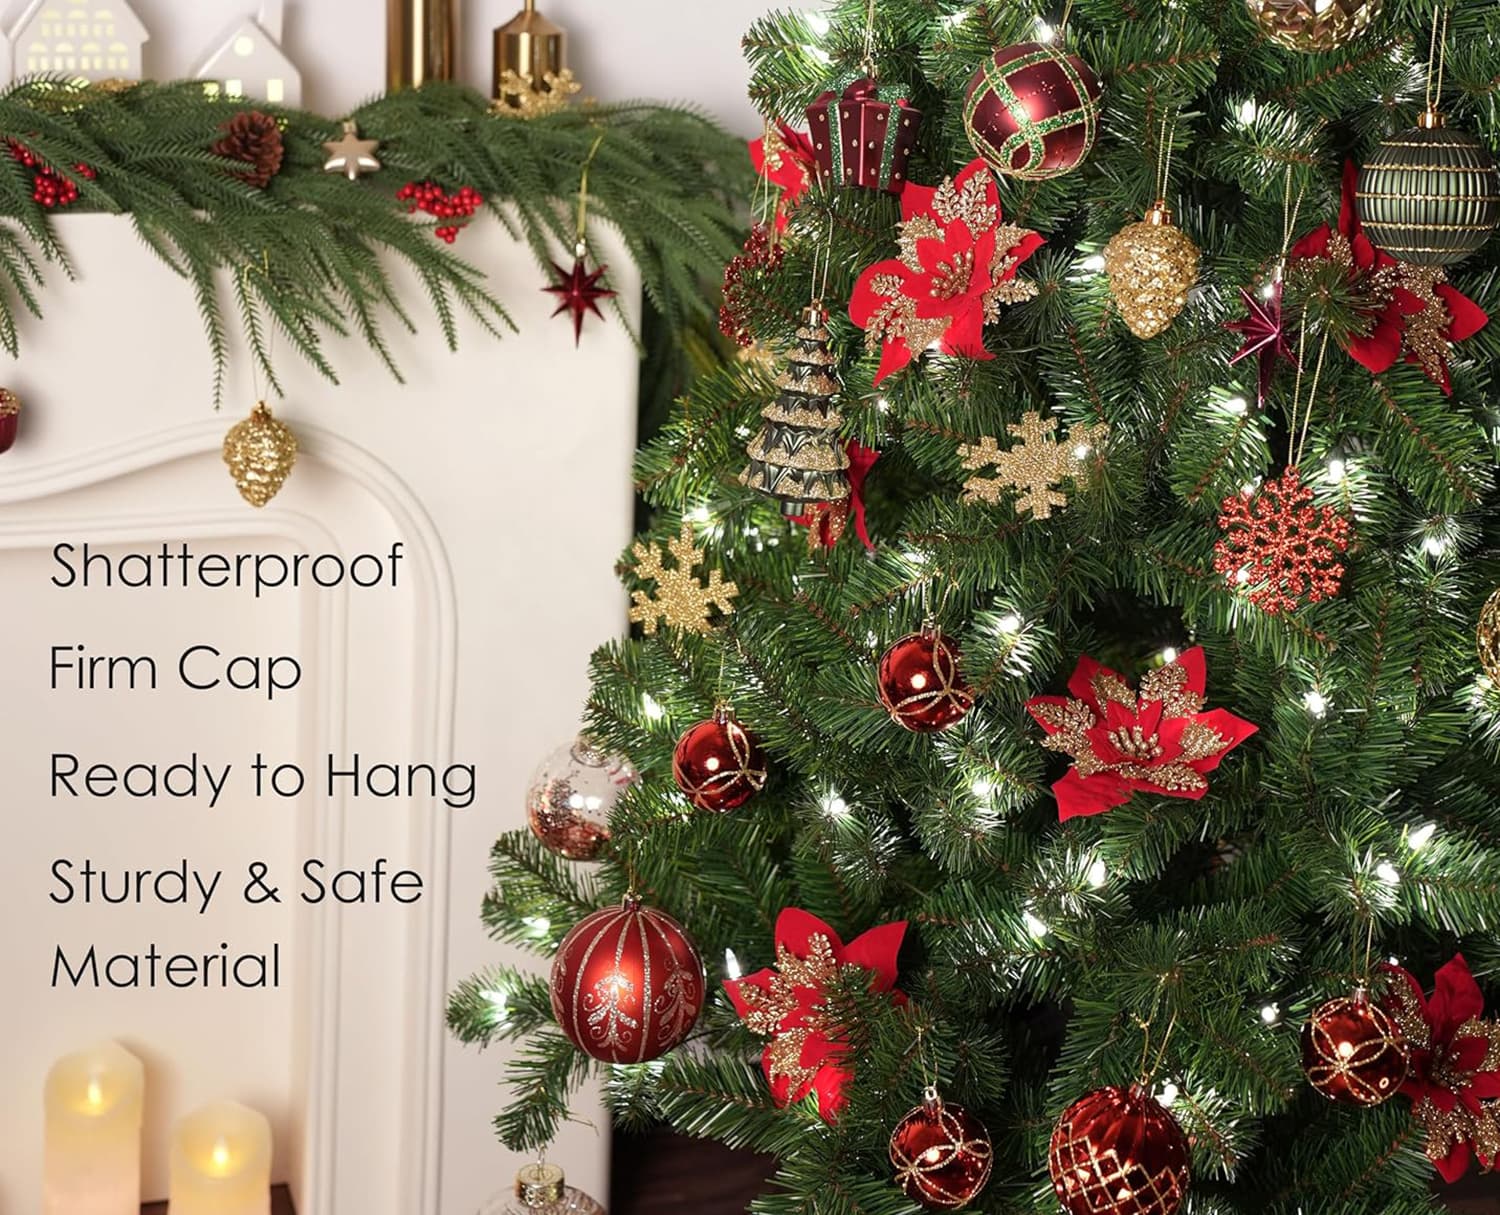 Shatterproof
Firm Cap
Ready to Hang
Sturdy & Safe
Material